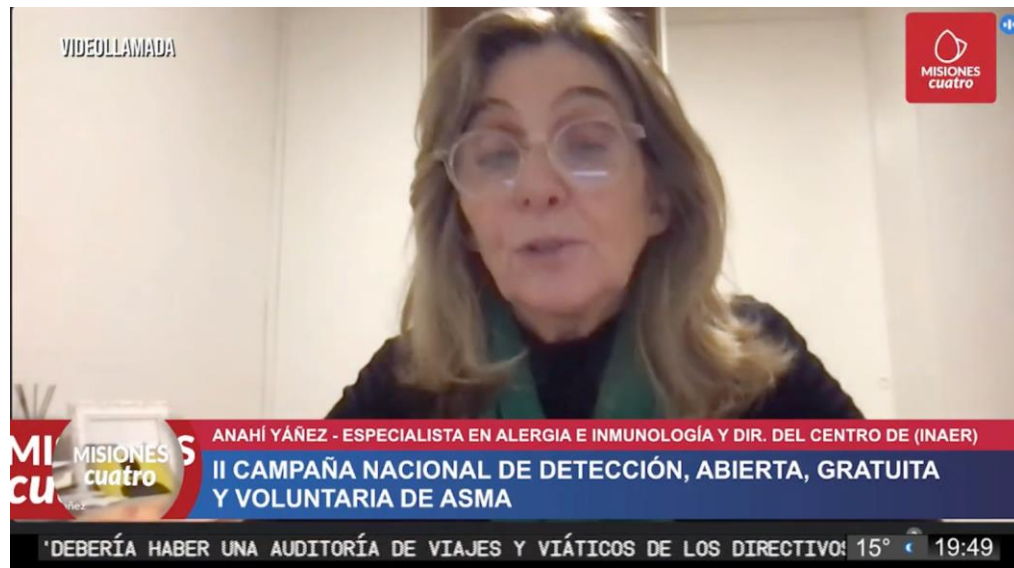 VIDEOLLAMADA
MISIONES
cuatro
ANAHÍ YÁÑEZ - ESPECIALISTA EN ALERGIA E INMUNOLOGÍA Y DIR. DEL CENTRO DE (INAER)
MISIONES
cuatro
II CAMPAÑA NACIONAL DE DETECCIÓN, ABIERTA, GRATUITA
Y VOLUNTARIA DE ASMA
'DEBERÍA HABER UNA AUDITORÍA DE VIAJES Y VIÁTICOS DE LOS DIRECTIVOS 15° 19:49